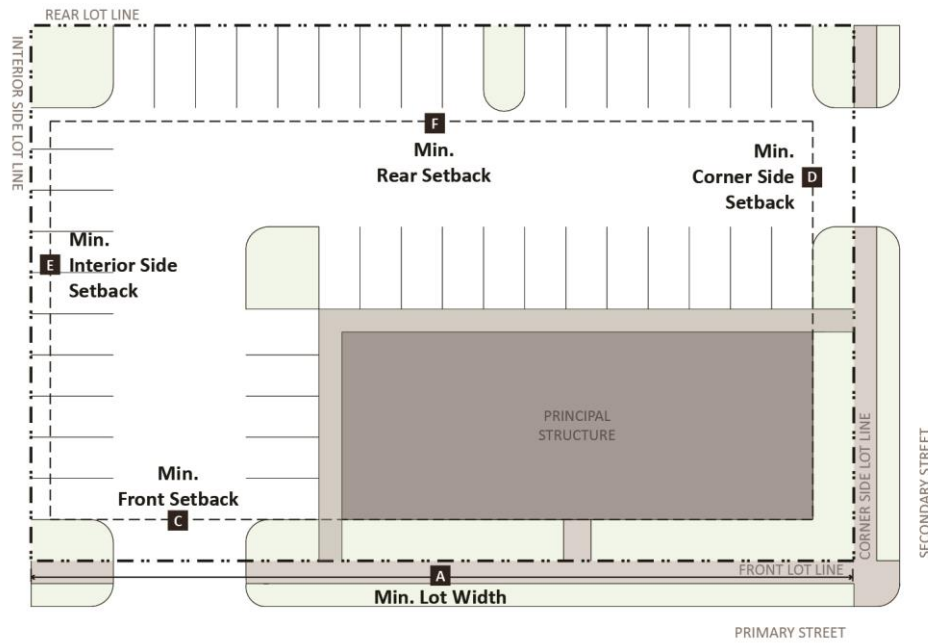 REAR LOT LINE
INTERIOR SIDE LOT LINE
F
Min.
Rear Setback
Min.
Corner Side
Setback
D
Min.
Interior Side
Setback
E
PRINCIPAL
STRUCTURE
Min.
Front Setback
C
CORNER SIDE LOT LINE
SECONDARY STREET
FRONT LOT LINE
A
Min. Lot Width
PRIMARY STREET